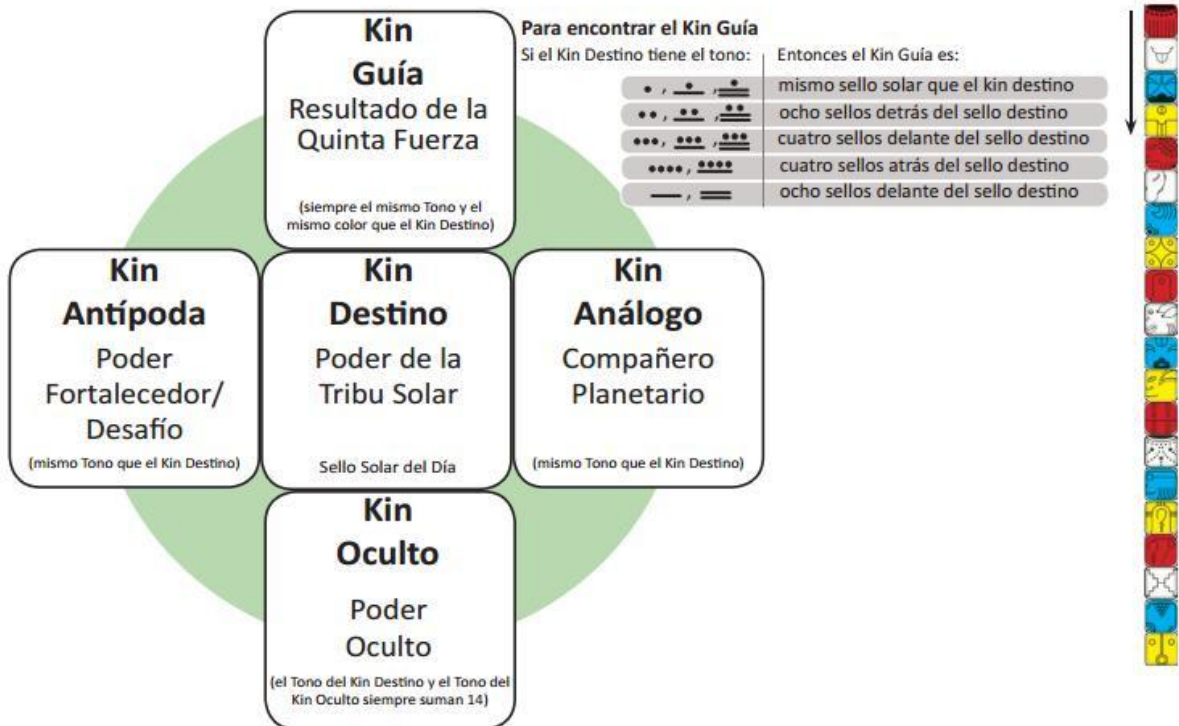 Kin
Guía
Resultado de la
Quinta Fuerza
(siempre el mismo Tono y el
mismo color que el Kin Destino)
Para encontrar el Kin Guía
Si el Kin Destino tiene el tono:
Entonces el Kin Guía es:
mismo sello solar que el kin destino
ocho sellos detrás del sello destino
cuatro sellos delante del sello destino
cuatro sellos atrás del sello destino
ocho sellos delante del sello destino
Kin
Antípoda
Poder
Fortalecedor/
Desafío
(mismo Tono que el Kin Destino)
Kin
Destino
Poder de la
Tribu Solar
Sello Solar del Día
Kin
Análogo
Compañero
Planetario
(mismo Tono que el Kin Destino)
Kin
Oculto
Poder
Oculto
(el Tono del Kin Destino y el Tono del
Kin Oculto siempre suman 14)